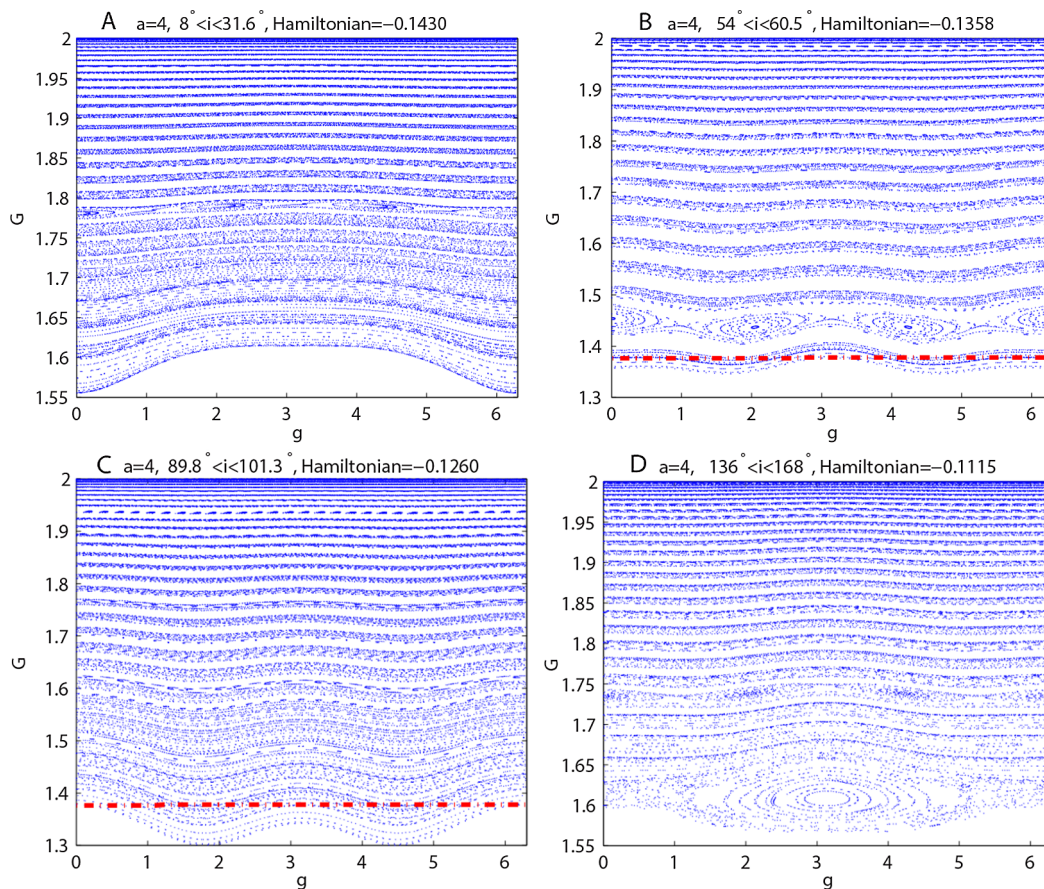 A a=4, 8°<i<31.6°, Hamiltonian=−0.1430
2
1.95
1.9
1.85
1.8
1.75
1.7
1.65
1.6
1.55
G
0 1 2 3 4 5 6
g
B a=4, 54°<i<60.5°, Hamiltonian=−0.1358
2
1.9
1.8
1.7
1.6
1.5
1.4
1.3
G
0 1 2 3 4 5 6
g
C a=4, 89.8°<i<101.3°, Hamiltonian=−0.1260
2
1.9
1.8
1.7
1.6
1.5
1.4
1.3
G
0 1 2 3 4 5 6
g
D a=4, 136°<i<168°, Hamiltonian=−0.1115
2
1.95
1.9
1.85
1.8
1.75
1.7
1.65
1.6
1.55
G
0 1 2 3 4 5 6
g